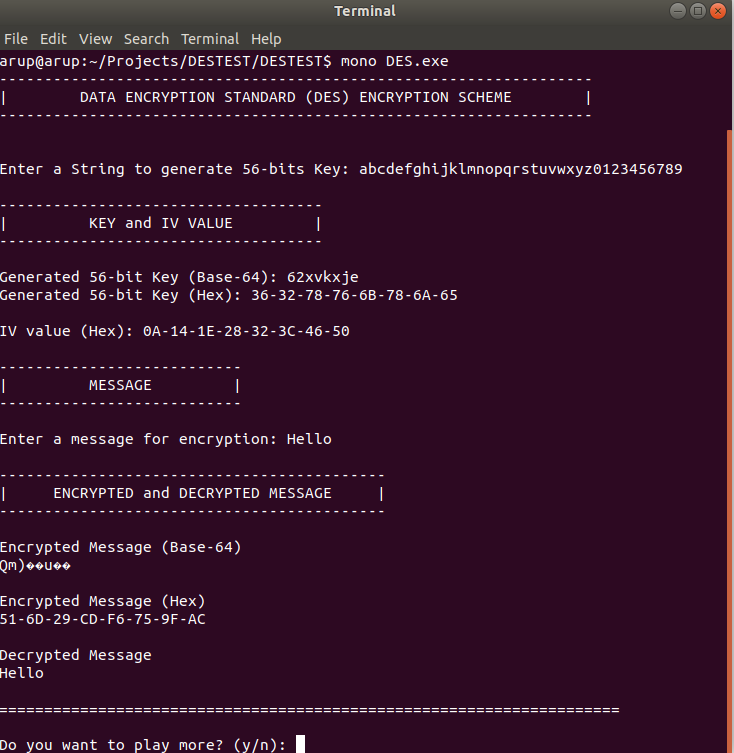 Terminal
File Edit View Search Terminal Help
arup@arup:~/Projects/DESTEST/DESTEST$ mono DES.exe
------------------------------------------------------------------
|        DATA ENCRYPTION STANDARD (DES) ENCRYPTION SCHEME        |
------------------------------------------------------------------
Enter a String to generate 56-bits Key: abcdefghijklmnopqrstuvwxyz0123456789
------------------------------------
|         KEY and IV VALUE         |
------------------------------------
Generated 56-bit Key (Base-64): 62xvkxje
Generated 56-bit Key (Hex): 36-32-78-76-6B-78-6A-65
IV value (Hex): 0A-14-1E-28-32-3C-46-50
---------------------------
|         MESSAGE         |
---------------------------
Enter a message for encryption: Hello
-------------------------------------------
|     ENCRYPTED and DECRYPTED MESSAGE     |
-------------------------------------------
Encrypted Message (Base-64)
Qm)��u��
Encrypted Message (Hex)
51-6D-29-CD-F6-75-9F-AC
Decrypted Message
Hello
=====================================================================
Do you want to play more? (y/n):